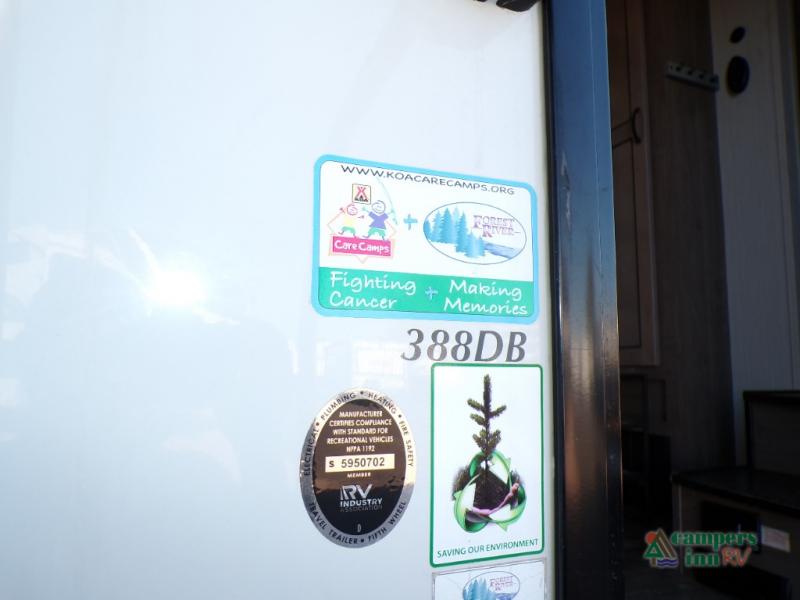 WWW.KOACARECAMPS.ORG
Care Camps
+
FOREST
RIVER
Fighting
Cancer
+
Making
Memories
388DB
ELECTRICAL • PLUMBING • HEATING • FIRE SAFETY
MANUFACTURER
CERTIFIES COMPLIANCE
WITH STANDARD FOR
RECREATIONAL VEHICLES
NFPA 1192
S 5950702
MEMBER
RV
INDUSTRY
ASSOCIATION
D
TRAVEL TRAILER • FIFTH WHEEL
SAVING OUR ENVIRONMENT
FOREST
RIVER
campers
inn RV